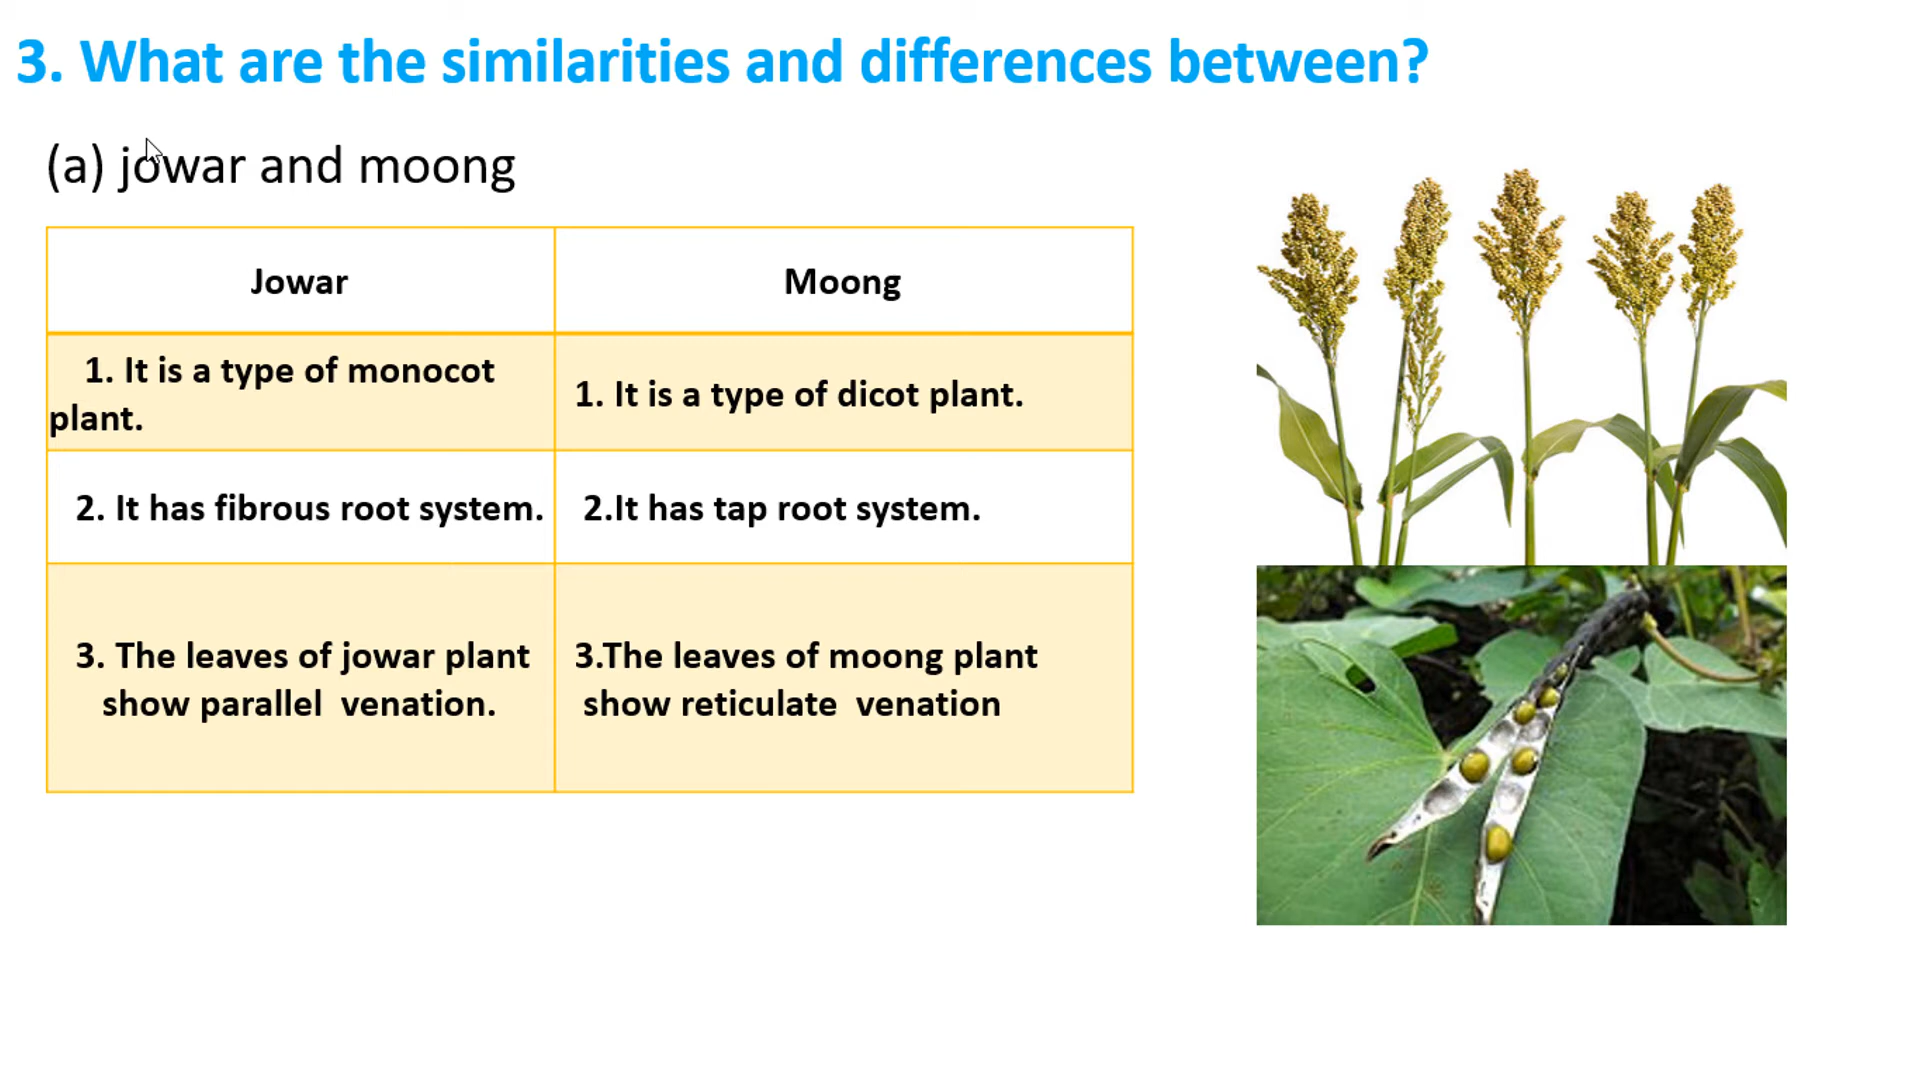 3. What are the similarities and differences between?
(a) jowar and moong
Jowar
Moong
1. It is a type of monocot
plant.
1. It is a type of dicot plant.
2. It has fibrous root system.
2.It has tap root system.
3. The leaves of jowar plant
show parallel  venation.
3.The leaves of moong plant
show reticulate  venation